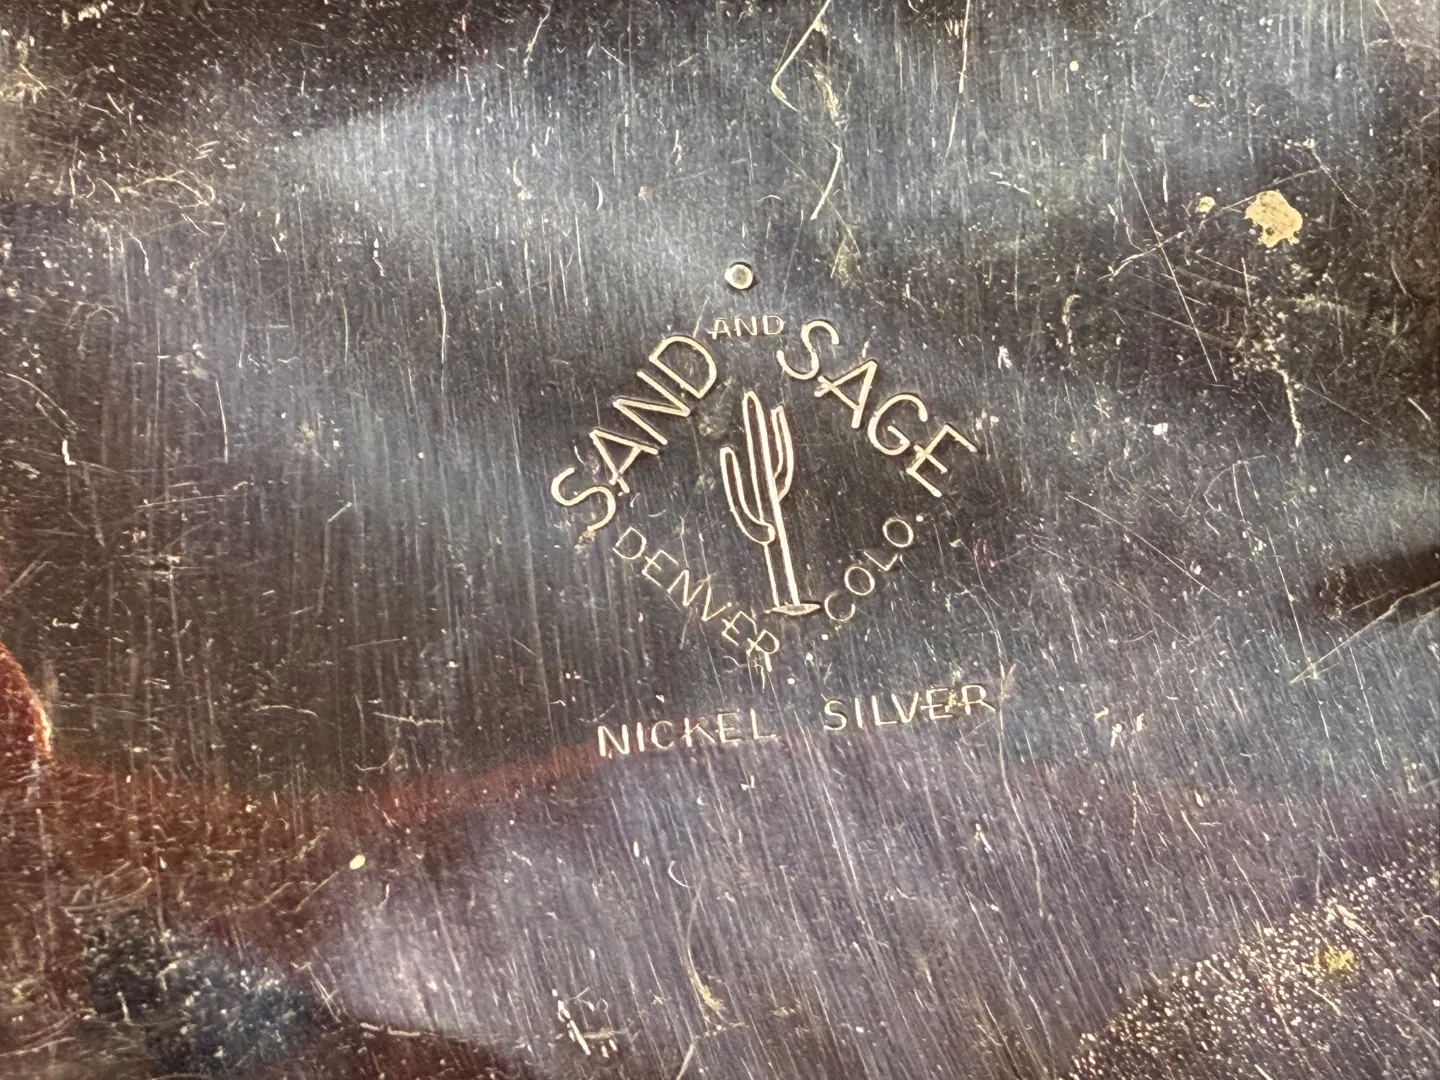 SAND AND SAGE
DENVER COLO.
NICKEL SILVER